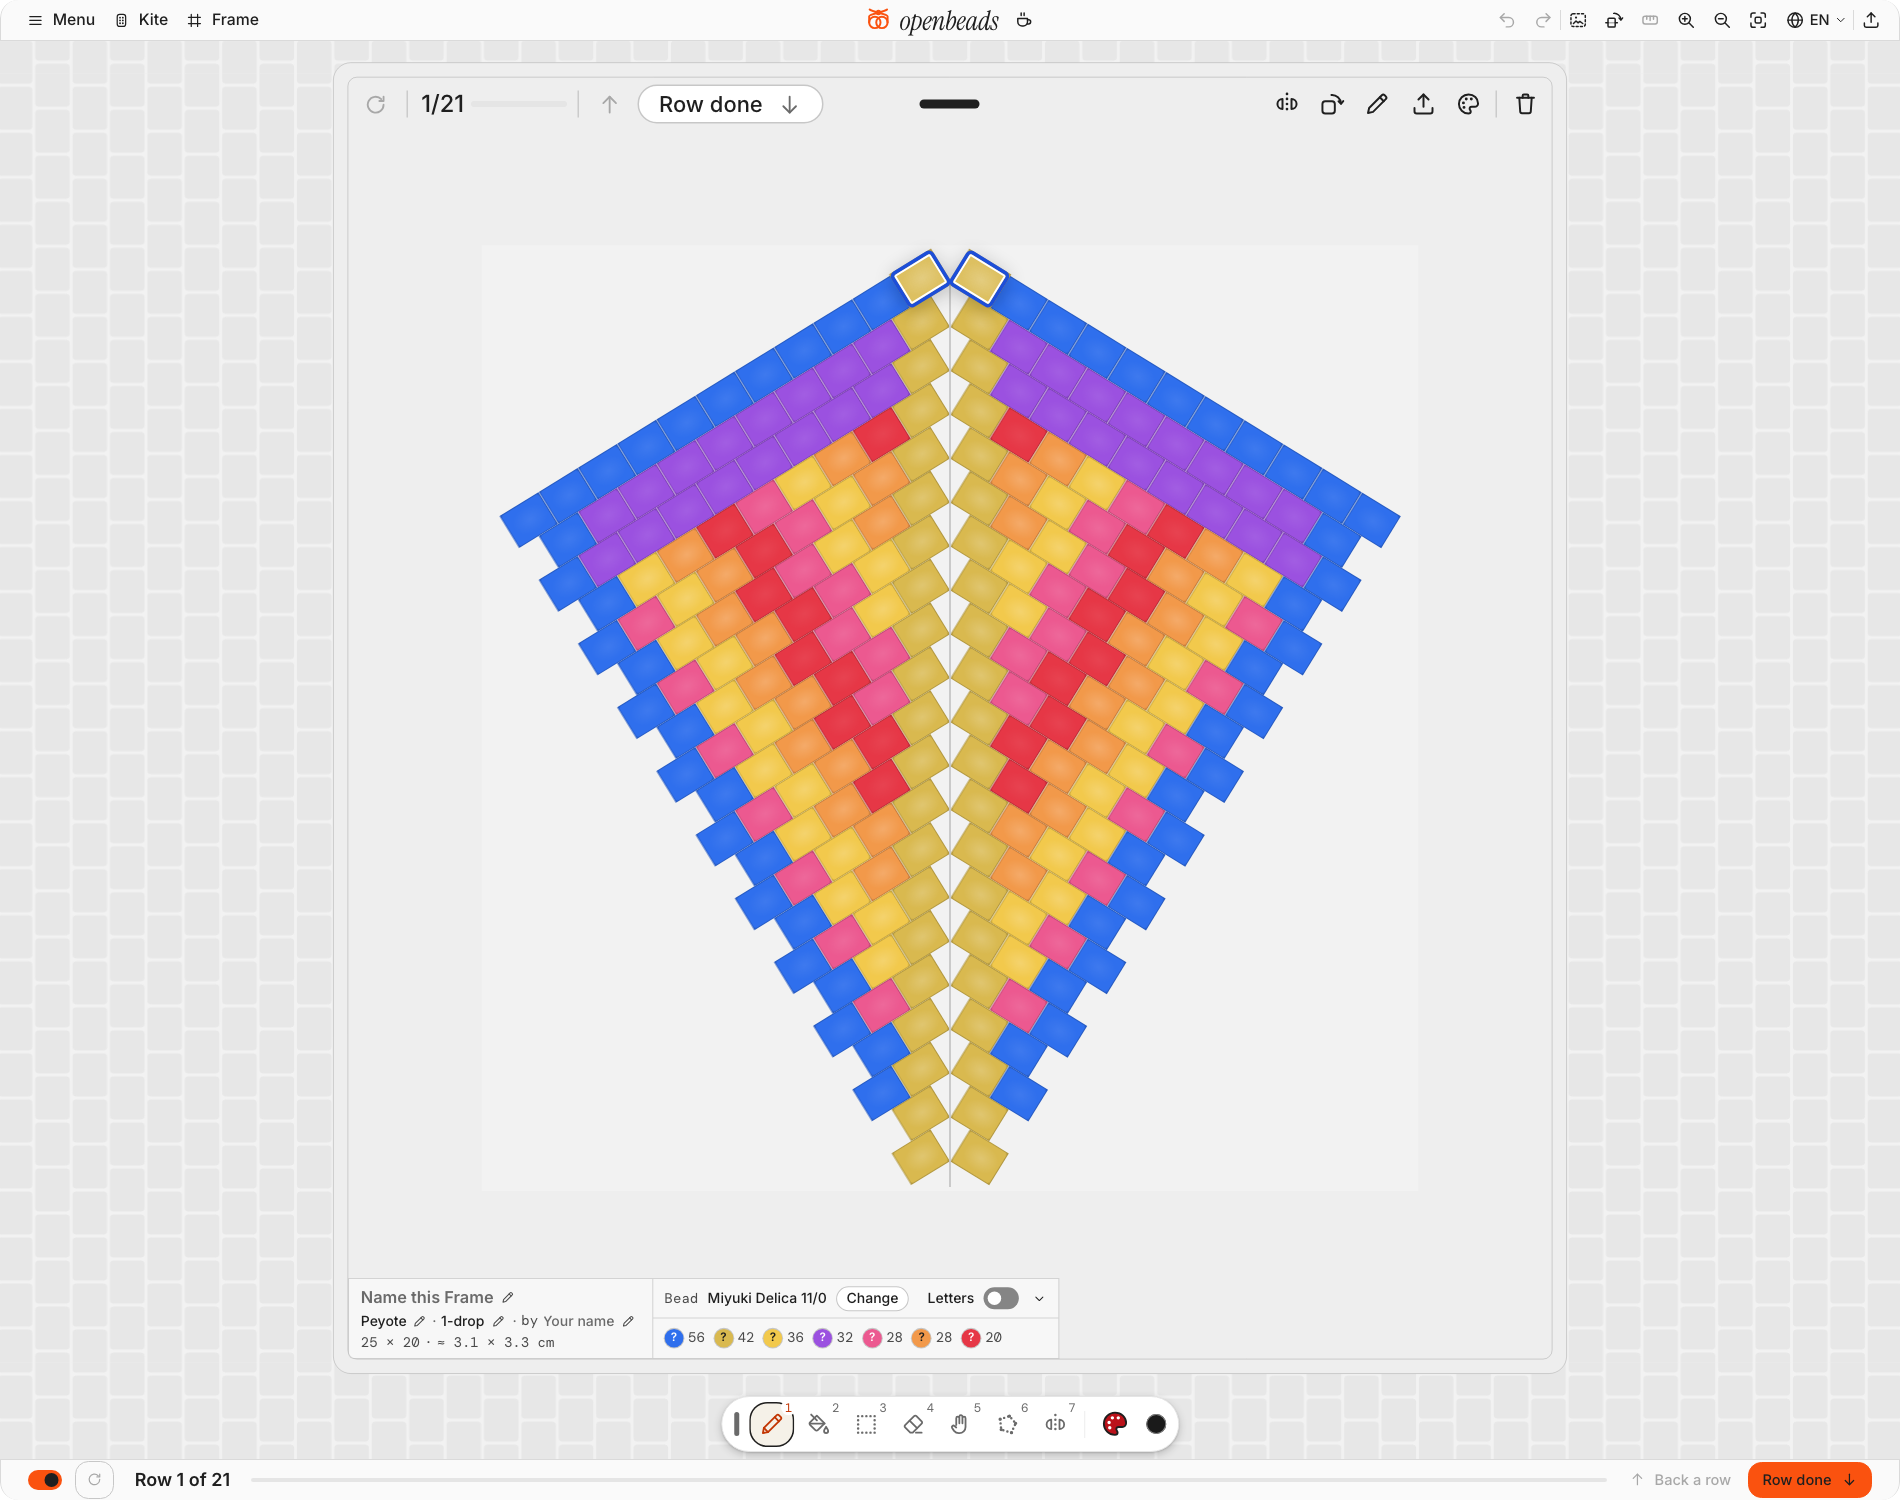 Menu Kite Frame openbeads EN
1/21 Row done
Name this Frame
Peyote · 1-drop · by Your name
25 × 20 · ≈ 3.1 × 3.3 cm
Bead Miyuki Delica 11/0 Change Letters
? 56 ? 42 ? 36 ? 32 ? 28 ? 28 ? 20
1 2 3 4 5 6 7
Row 1 of 21 Back a row Row done